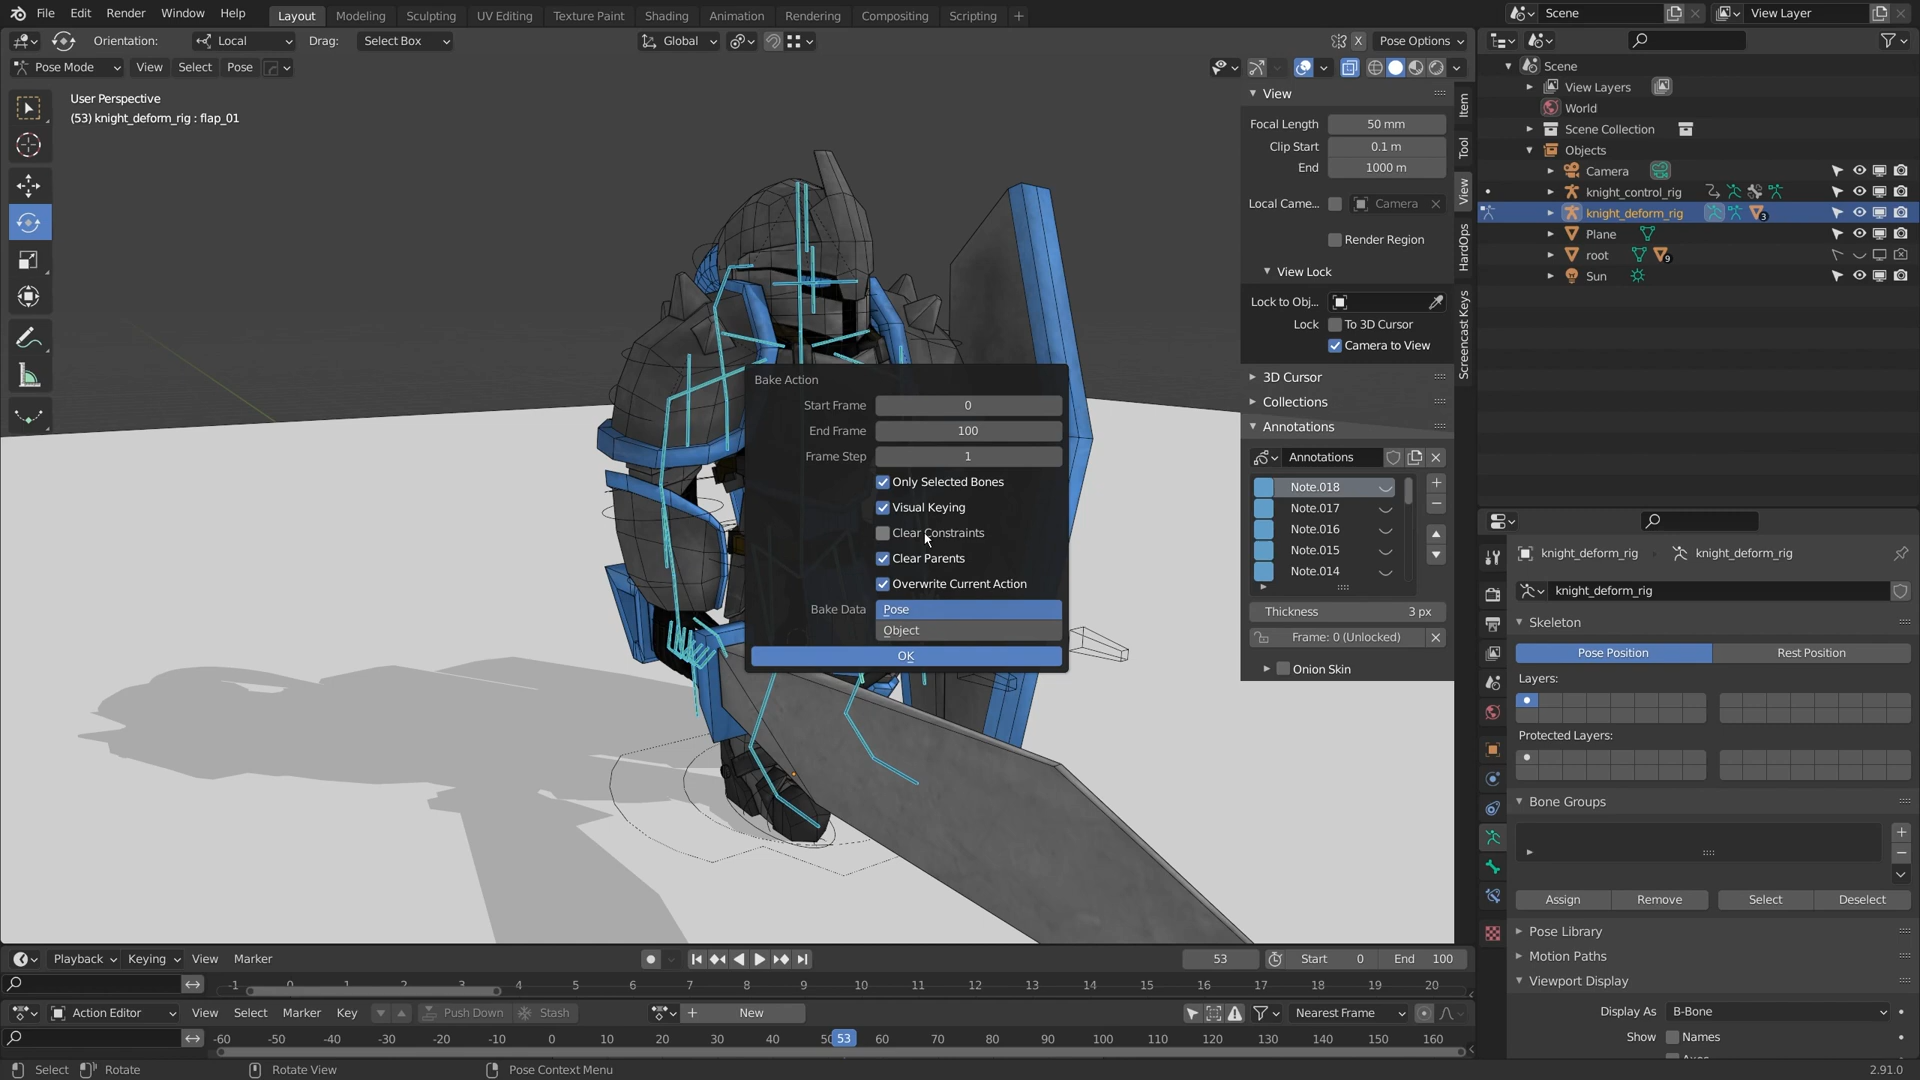 File Edit Render Window Help Layout Modeling Sculpting UV Editing Texture Paint Shading Animation Rendering Compositing Scripting + Scene View Layer
Orientation: Local Drag: Select Box Global X Pose Options
Pose Mode View Select Pose
User Perspective
(53) knight_deform_rig : flap_01
View
Focal Length 50 mm
Clip Start 0.1 m
End 1000 m
Local Came... Camera
Render Region
View Lock
Lock to Obj...
Lock To 3D Cursor
Camera to View
3D Cursor
Collections
Annotations
Annotations
Note.018
Note.017
Note.016
Note.015
Note.014
Thickness 3 px
Frame: 0 (Unlocked)
Onion Skin
Item
Tool
View
HardOps
Screencast Keys
Bake Action
Start Frame 0
End Frame 100
Frame Step 1
Only Selected Bones
Visual Keying
Clear Constraints
Clear Parents
Overwrite Current Action
Bake Data Pose
Object
OK
Scene
View Layers
World
Scene Collection
Objects
Camera
knight_control_rig
knight_deform_rig 3
Plane
root 9
Sun
knight_deform_rig knight_deform_rig
knight_deform_rig
Skeleton
Pose Position Rest Position
Layers:
Protected Layers:
Bone Groups
Assign Remove Select Deselect
Pose Library
Motion Paths
Viewport Display
Display As B-Bone
Show Names
Playback Keying View Marker 53 Start 0 End 100
-1 0 1 2 3 4 5 6 7 8 9 10 11 12 13 14 15 16 17 18 19 20
Action Editor View Select Marker Key Push Down Stash New Nearest Frame
-60 -50 -40 -30 -20 -10 0 10 20 30 40 50 53 60 70 80 90 100 110 120 130 140 150 160
Select Rotate Rotate View Pose Context Menu 2.91.0